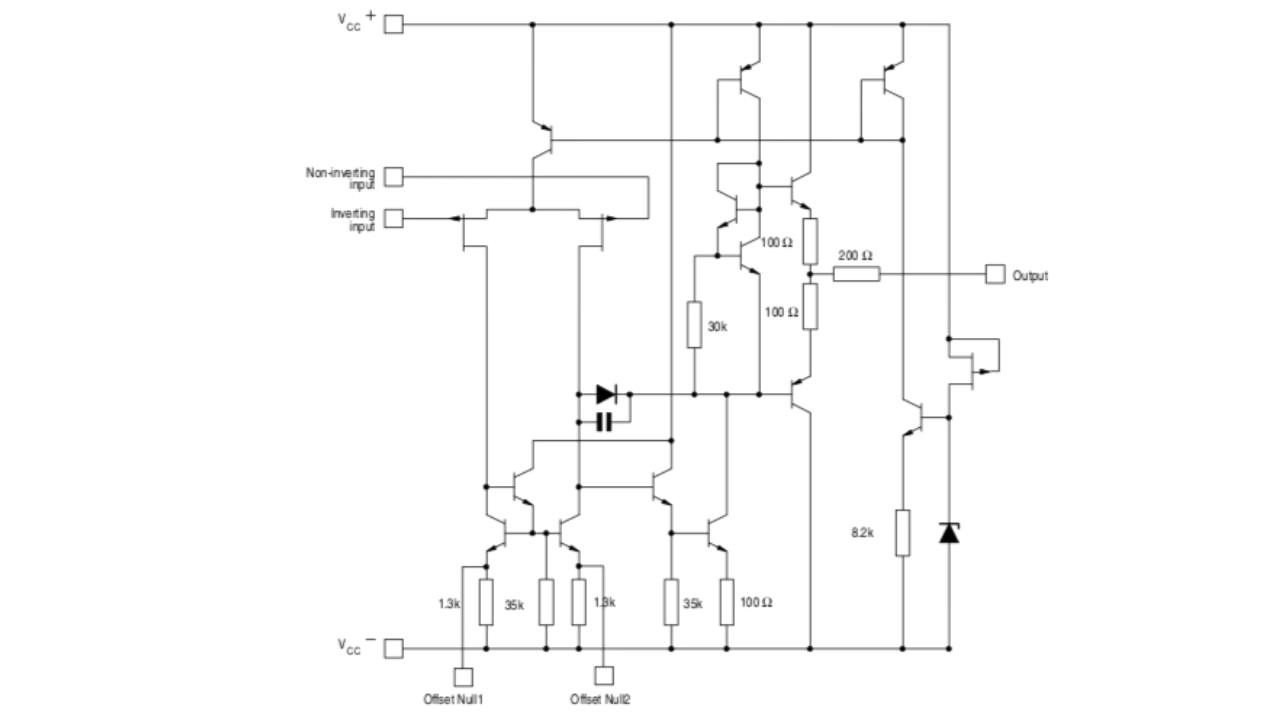 VCC +
Non-inverting
input
Inverting
input
100 Ω
200 Ω
Output
100 Ω
30k
8.2k
1.3k
35k
1.3k
35k
100 Ω
VCC −
Offset Null1
Offset Null2